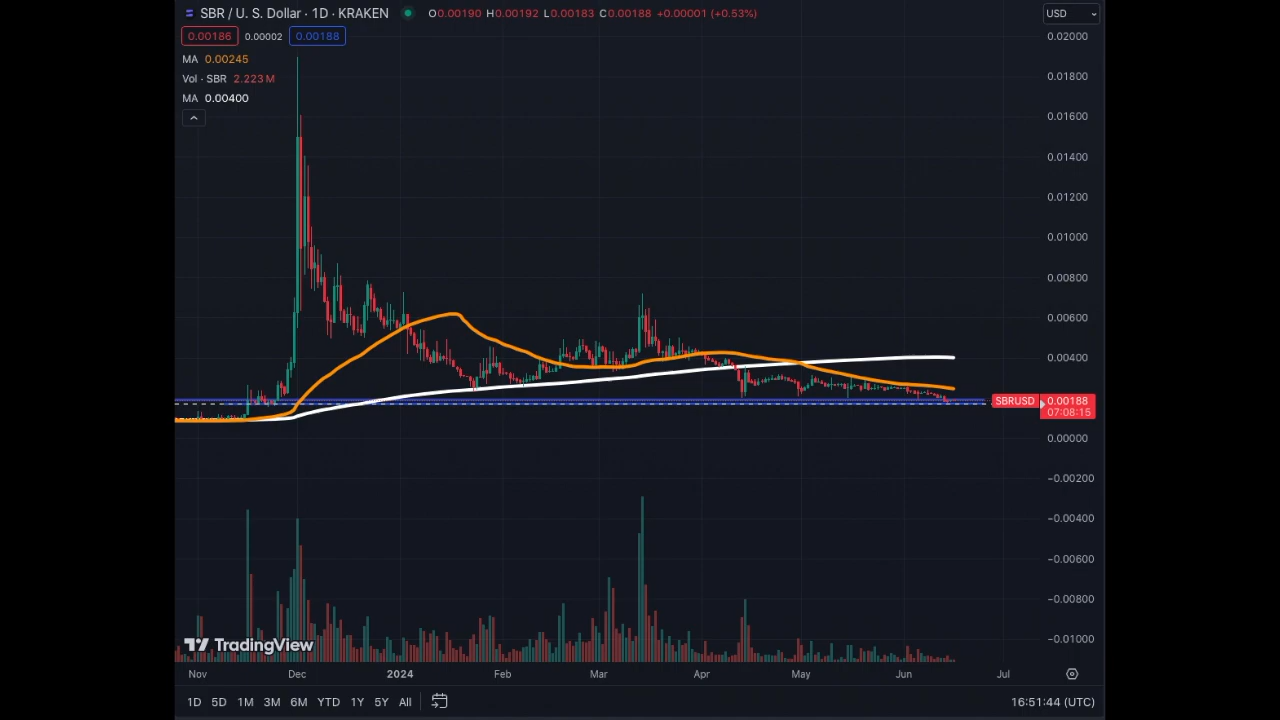 SBR / U. S. Dollar · 1D · KRAKEN O0.00190 H0.00192 L0.00183 C0.00188 +0.00001 (+0.53%)
USD
0.00186 0.00002 0.00188
MA 0.00245
Vol · SBR 2.223 M
MA 0.00400
0.02000
0.01800
0.01600
0.01400
0.01200
0.01000
0.00800
0.00600
0.00400
SBRUSD 0.00188
07:08:15
0.00000
−0.00200
−0.00400
−0.00600
−0.00800
−0.01000
TradingView
Nov Dec 2024 Feb Mar Apr May Jun Jul
1D 5D 1M 3M 6M YTD 1Y 5Y All 16:51:44 (UTC)